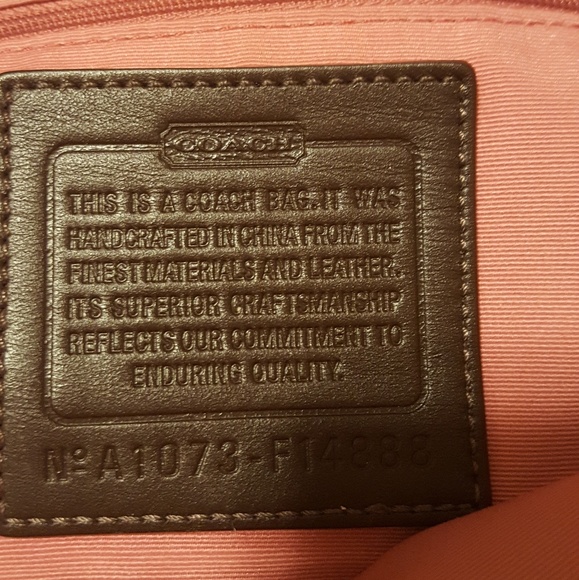 COACH
THIS IS A COACH BAG. IT WAS
HANDCRAFTED IN CHINA FROM THE
FINEST MATERIALS AND LEATHER.
ITS SUPERIOR CRAFTSMANSHIP
REFLECTS OUR COMMITMENT TO
ENDURING QUALITY.
Nº A1073-F14888